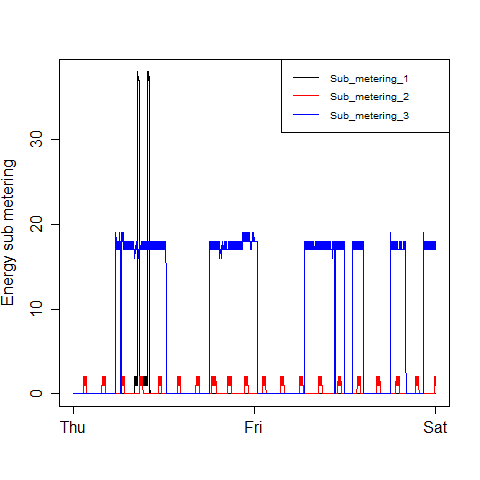 Sub_metering_1
Sub_metering_2
Sub_metering_3
Energy sub metering
30
20
10
0
Thu Fri Sat